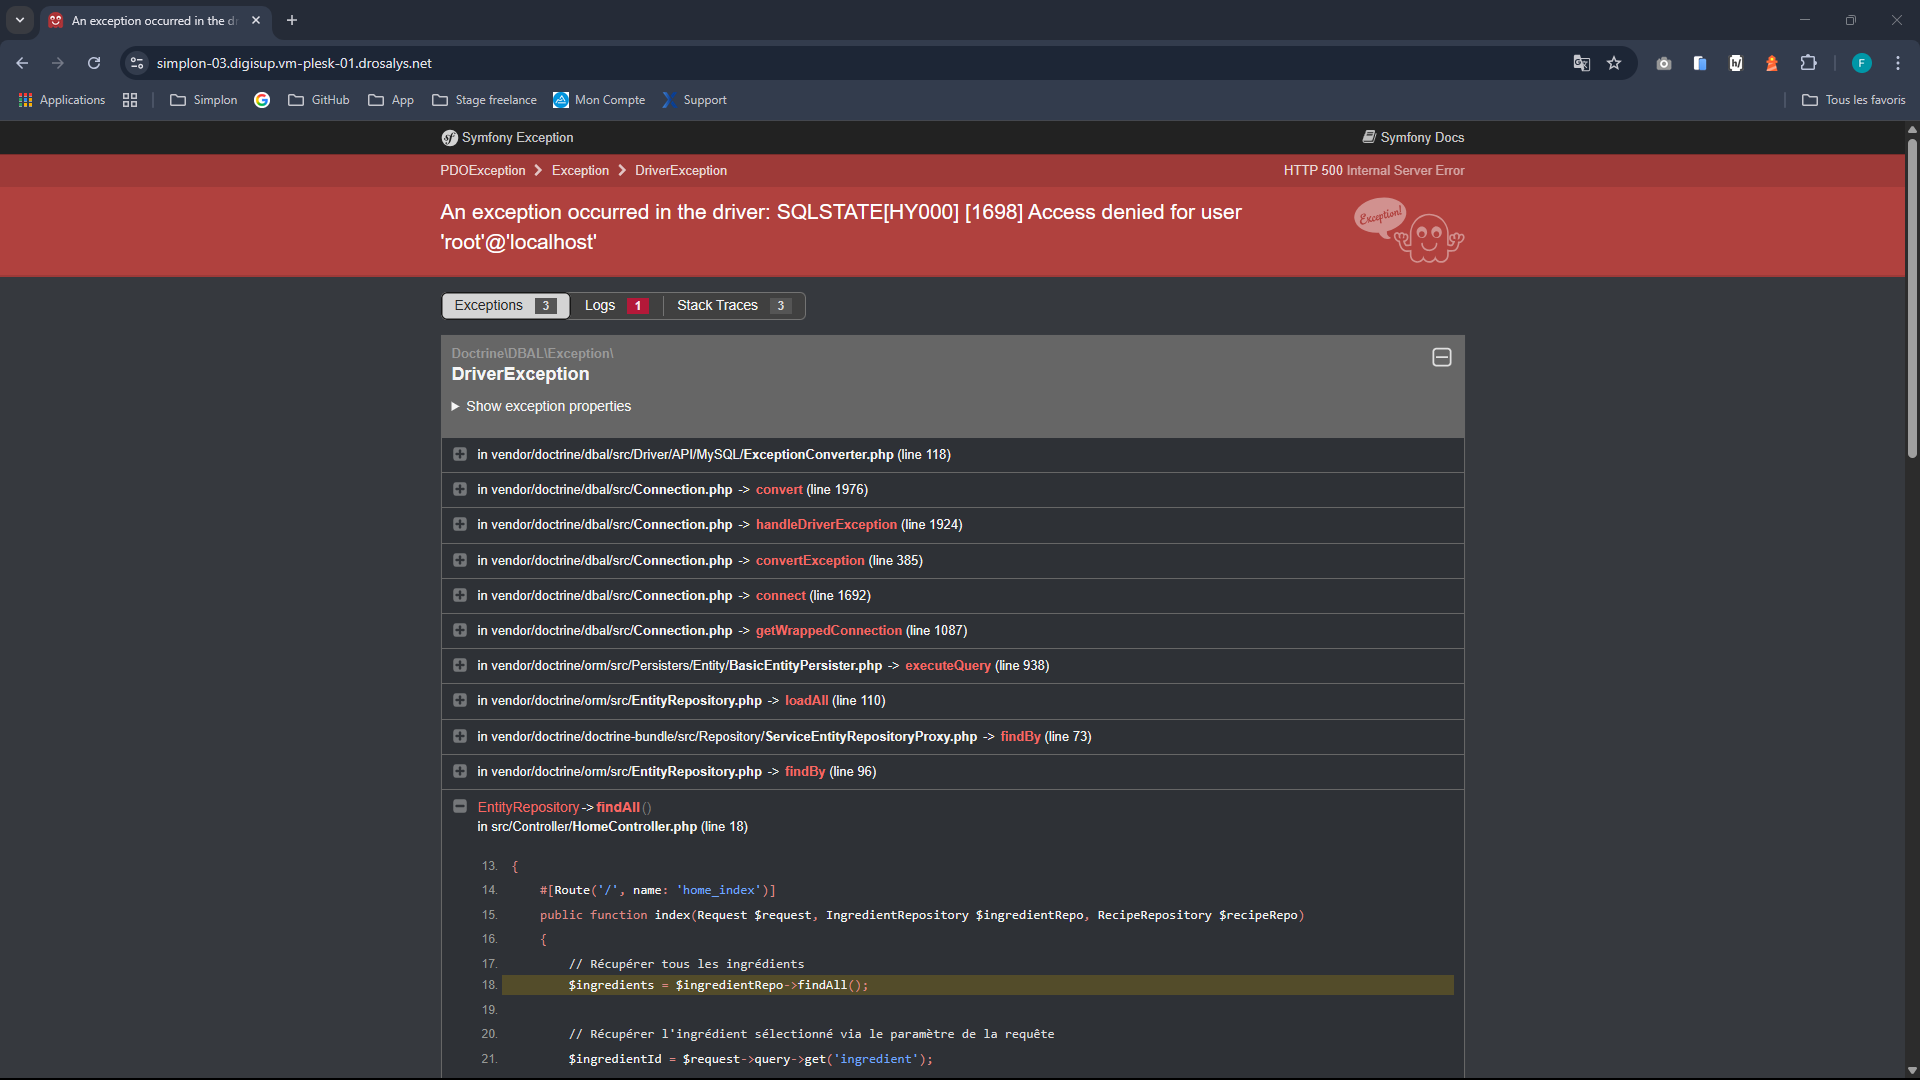 An exception occurred in the d
simplon-03.digisup.vm-plesk-01.drosalys.net
F
Applications
Simplon
GitHub
App
Stage freelance
Mon Compte
Support
Tous les favoris
sf Symfony Exception
Symfony Docs
PDOException
Exception
DriverException
HTTP 500 Internal Server Error
An exception occurred in the driver: SQLSTATE[HY000] [1698] Access denied for user
'root'@'localhost'
Exception!
Exceptions 3
Logs 1
Stack Traces 3
Doctrine\DBAL\Exception\
DriverException
Show exception properties
in vendor/doctrine/dbal/src/Driver/API/MySQL/ExceptionConverter.php (line 118)
in vendor/doctrine/dbal/src/Connection.php -> convert (line 1976)
in vendor/doctrine/dbal/src/Connection.php -> handleDriverException (line 1924)
in vendor/doctrine/dbal/src/Connection.php -> convertException (line 385)
in vendor/doctrine/dbal/src/Connection.php -> connect (line 1692)
in vendor/doctrine/dbal/src/Connection.php -> getWrappedConnection (line 1087)
in vendor/doctrine/orm/src/Persisters/Entity/BasicEntityPersister.php -> executeQuery (line 938)
in vendor/doctrine/orm/src/EntityRepository.php -> loadAll (line 110)
in vendor/doctrine/doctrine-bundle/src/Repository/ServiceEntityRepositoryProxy.php -> findBy (line 73)
in vendor/doctrine/orm/src/EntityRepository.php -> findBy (line 96)
EntityRepository->findAll()
in src/Controller/HomeController.php (line 18)
13. {
14. #[Route('/', name: 'home_index')]
15. public function index(Request $request, IngredientRepository $ingredientRepo, RecipeRepository $recipeRepo)
16. {
17. // Récupérer tous les ingrédients
18. $ingredients = $ingredientRepo->findAll();
19.
20. // Récupérer l'ingrédient sélectionné via le paramètre de la requête
21. $ingredientId = $request->query->get('ingredient');